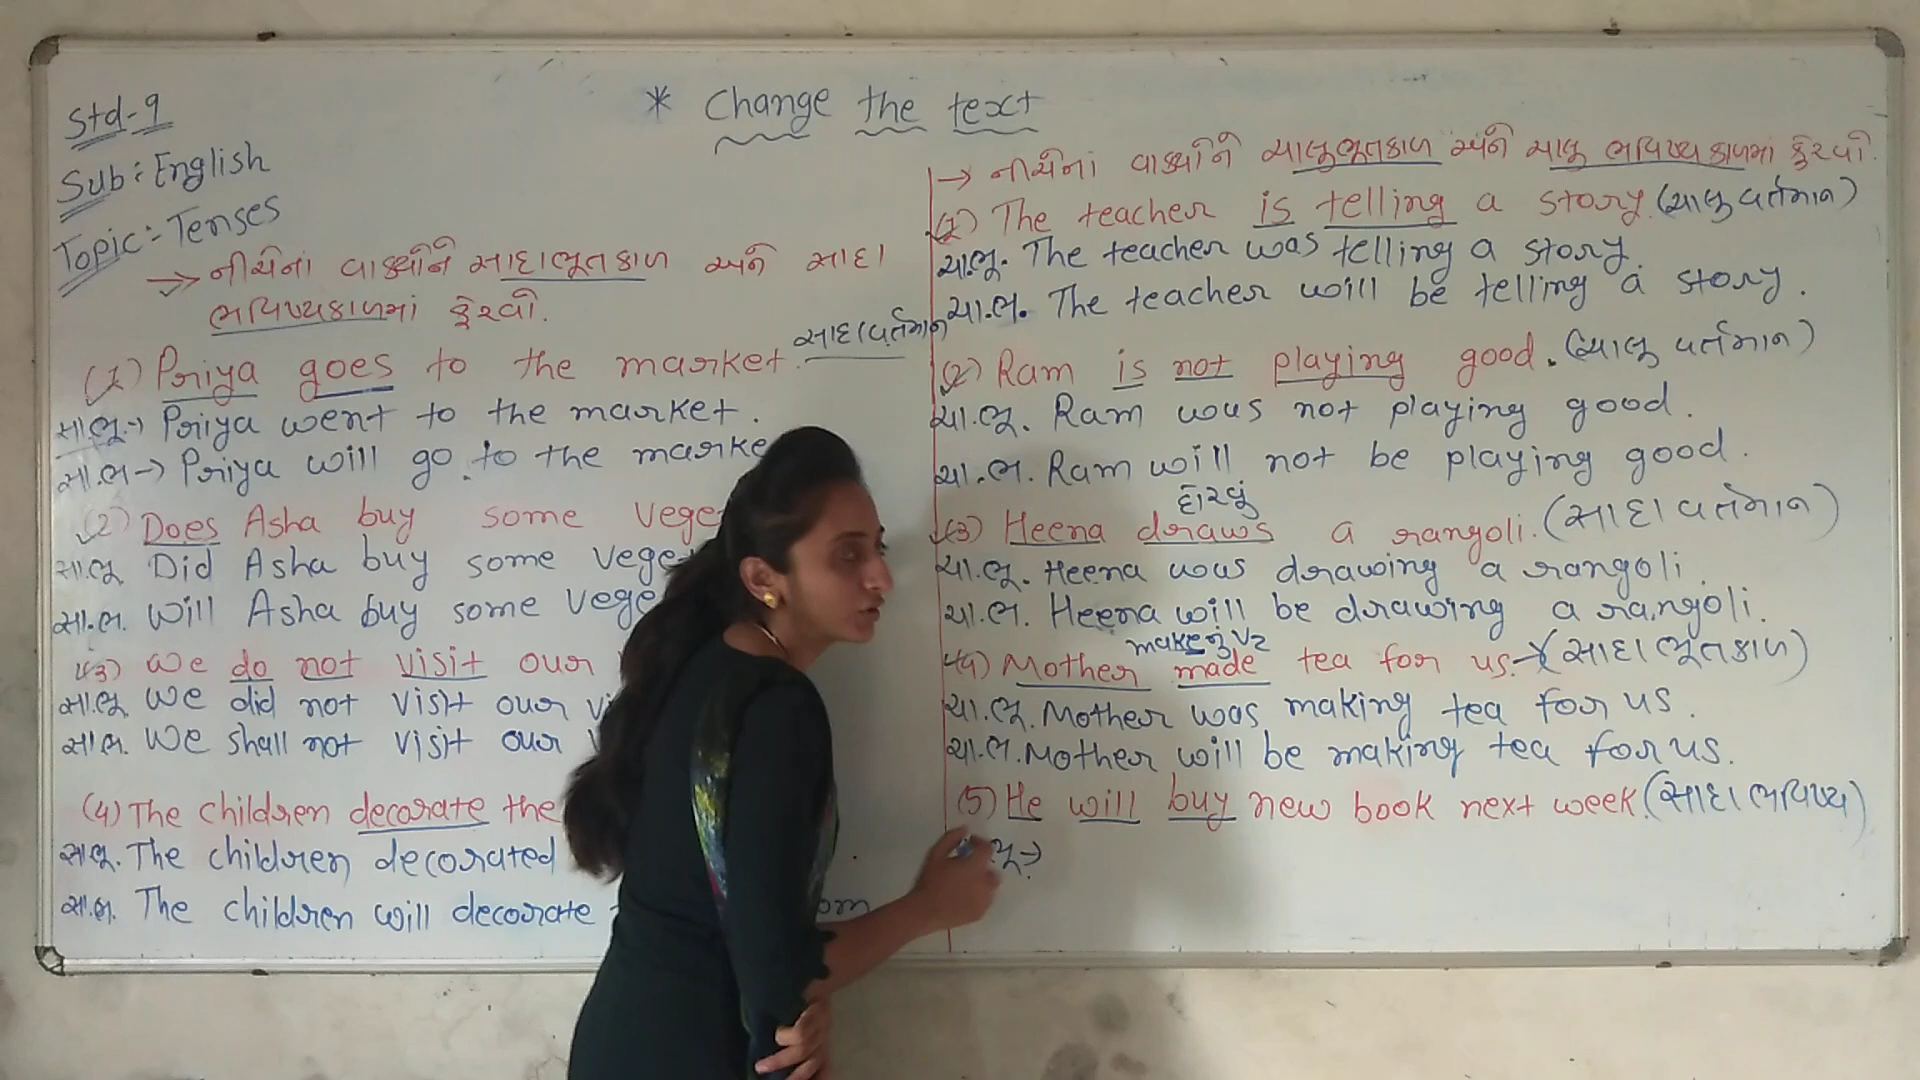 * Change the text
Std-9
Sub: English
Topic:- Tenses
→ નીચેનાં વાક્યોને સાદાભૂતકાળ અને સાદા
ભવિષ્યકાળમાં ફેરવો.
(1) Priya goes to the market. સાદાવર્તમાન
સા.ભૂ.→ Priya went to the market.
સા.ભ.→ Priya will go to the marke
(2) Does Asha buy some vege
સા.ભૂ. Did Asha buy some vege
સા.ભ. Will Asha buy some vege
(3) We do not visit our
સા.ભૂ. We did not visit our vi
સા.ભ. We shall not visit our
(4) The children decorate the
સા.ભૂ. The children decorated
સા.ભ. The children will decorate om
→ નીચેનાં વાક્યોને ચાલુભૂતકાળ અને ચાલુ ભવિષ્યકાળમાં ફેરવો.
(1) The teacher is telling a story. (ચાલુ વર્તમાન)
ચા.ભૂ. The teacher was telling a story.
ચા.ભ. The teacher will be telling a story.
(2) Ram is not playing good. (ચાલુ વર્તમાન)
ચા.ભૂ. Ram was not playing good.
ચા.ભ. Ram will not be playing good.
દોરવું
(3) Heena draws a rangoli. (સાદા વર્તમાન)
ચા.ભૂ. Heena was drawing a rangoli.
ચા.ભ. Heena will be drawing a rangoli.
makeનું V2
(4) Mother made tea for us. (સાદા ભૂતકાળ)
ચા.ભૂ. Mother was making tea for us.
ચા.ભ. Mother will be making tea for us.
(5) He will buy new book next week. (સાદા ભવિષ્ય)
ભૂ.→